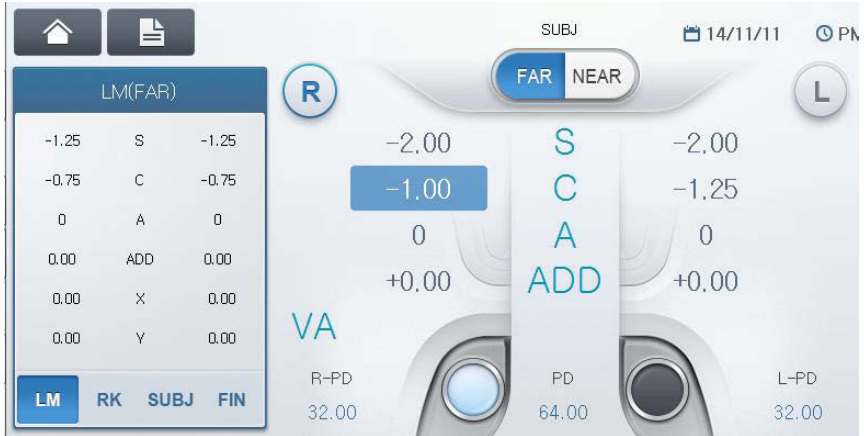 SUBJ
14/11/11 PM
FAR NEAR
R
L
LM(FAR)
-1.25 S -1.25
-0.75 C -0.75
0 A 0
0.00 ADD 0.00
0.00 X 0.00
0.00 Y 0.00
LM RK SUBJ FIN
-2.00 S -2.00
-1.00 C -1.25
0 A 0
+0.00 ADD +0.00
VA
R-PD PD L-PD
32.00 64.00 32.00